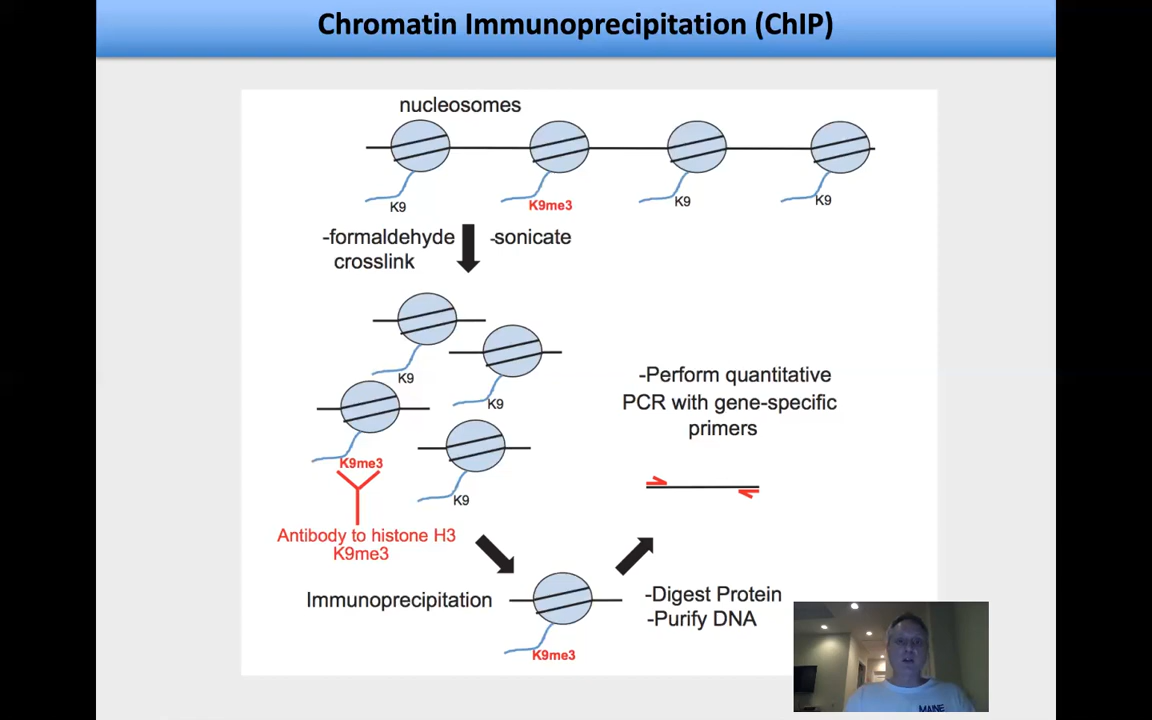 Chromatin Immunoprecipitation (ChIP)
nucleosomes
K9
K9me3
K9
K9
-formaldehyde
crosslink
-sonicate
K9
K9
K9me3
K9
Antibody to histone H3
K9me3
Immunoprecipitation
K9me3
-Digest Protein
-Purify DNA
-Perform quantitative
PCR with gene-specific
primers
MAINE